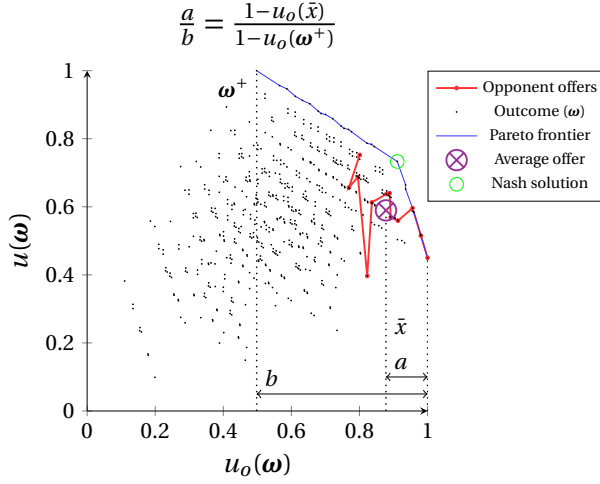 a/b = 1−u_o(x̄)/1−u_o(ω⁺)
1
ω⁺
Opponent offers
Outcome (ω)
Pareto frontier
Average offer
Nash solution
0.8
0.6
u(ω)
0.4
0.2
0
x̄
a
b
0 0.2 0.4 0.6 0.8 1
u_o(ω)